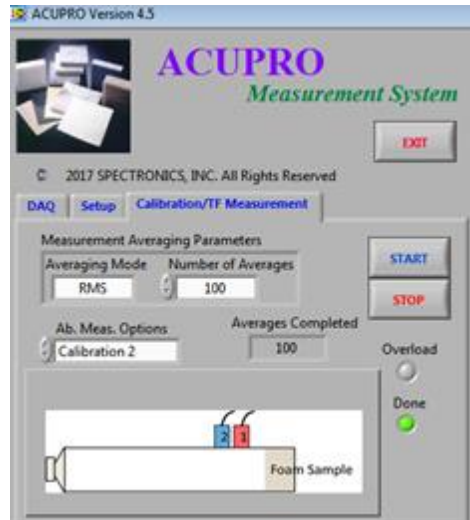 ACUPRO Version 4.5
ACUPRO
Measurement System
EXIT
© 2017 SPECTRONICS, INC. All Rights Reserved
DAQ Setup Calibration/TF Measurement
Measurement Averaging Parameters
Averaging Mode Number of Averages
RMS 100
START
STOP
Ab. Meas. Options Averages Completed
Calibration 2 100
Overload
Done
2 1
Foam Sample